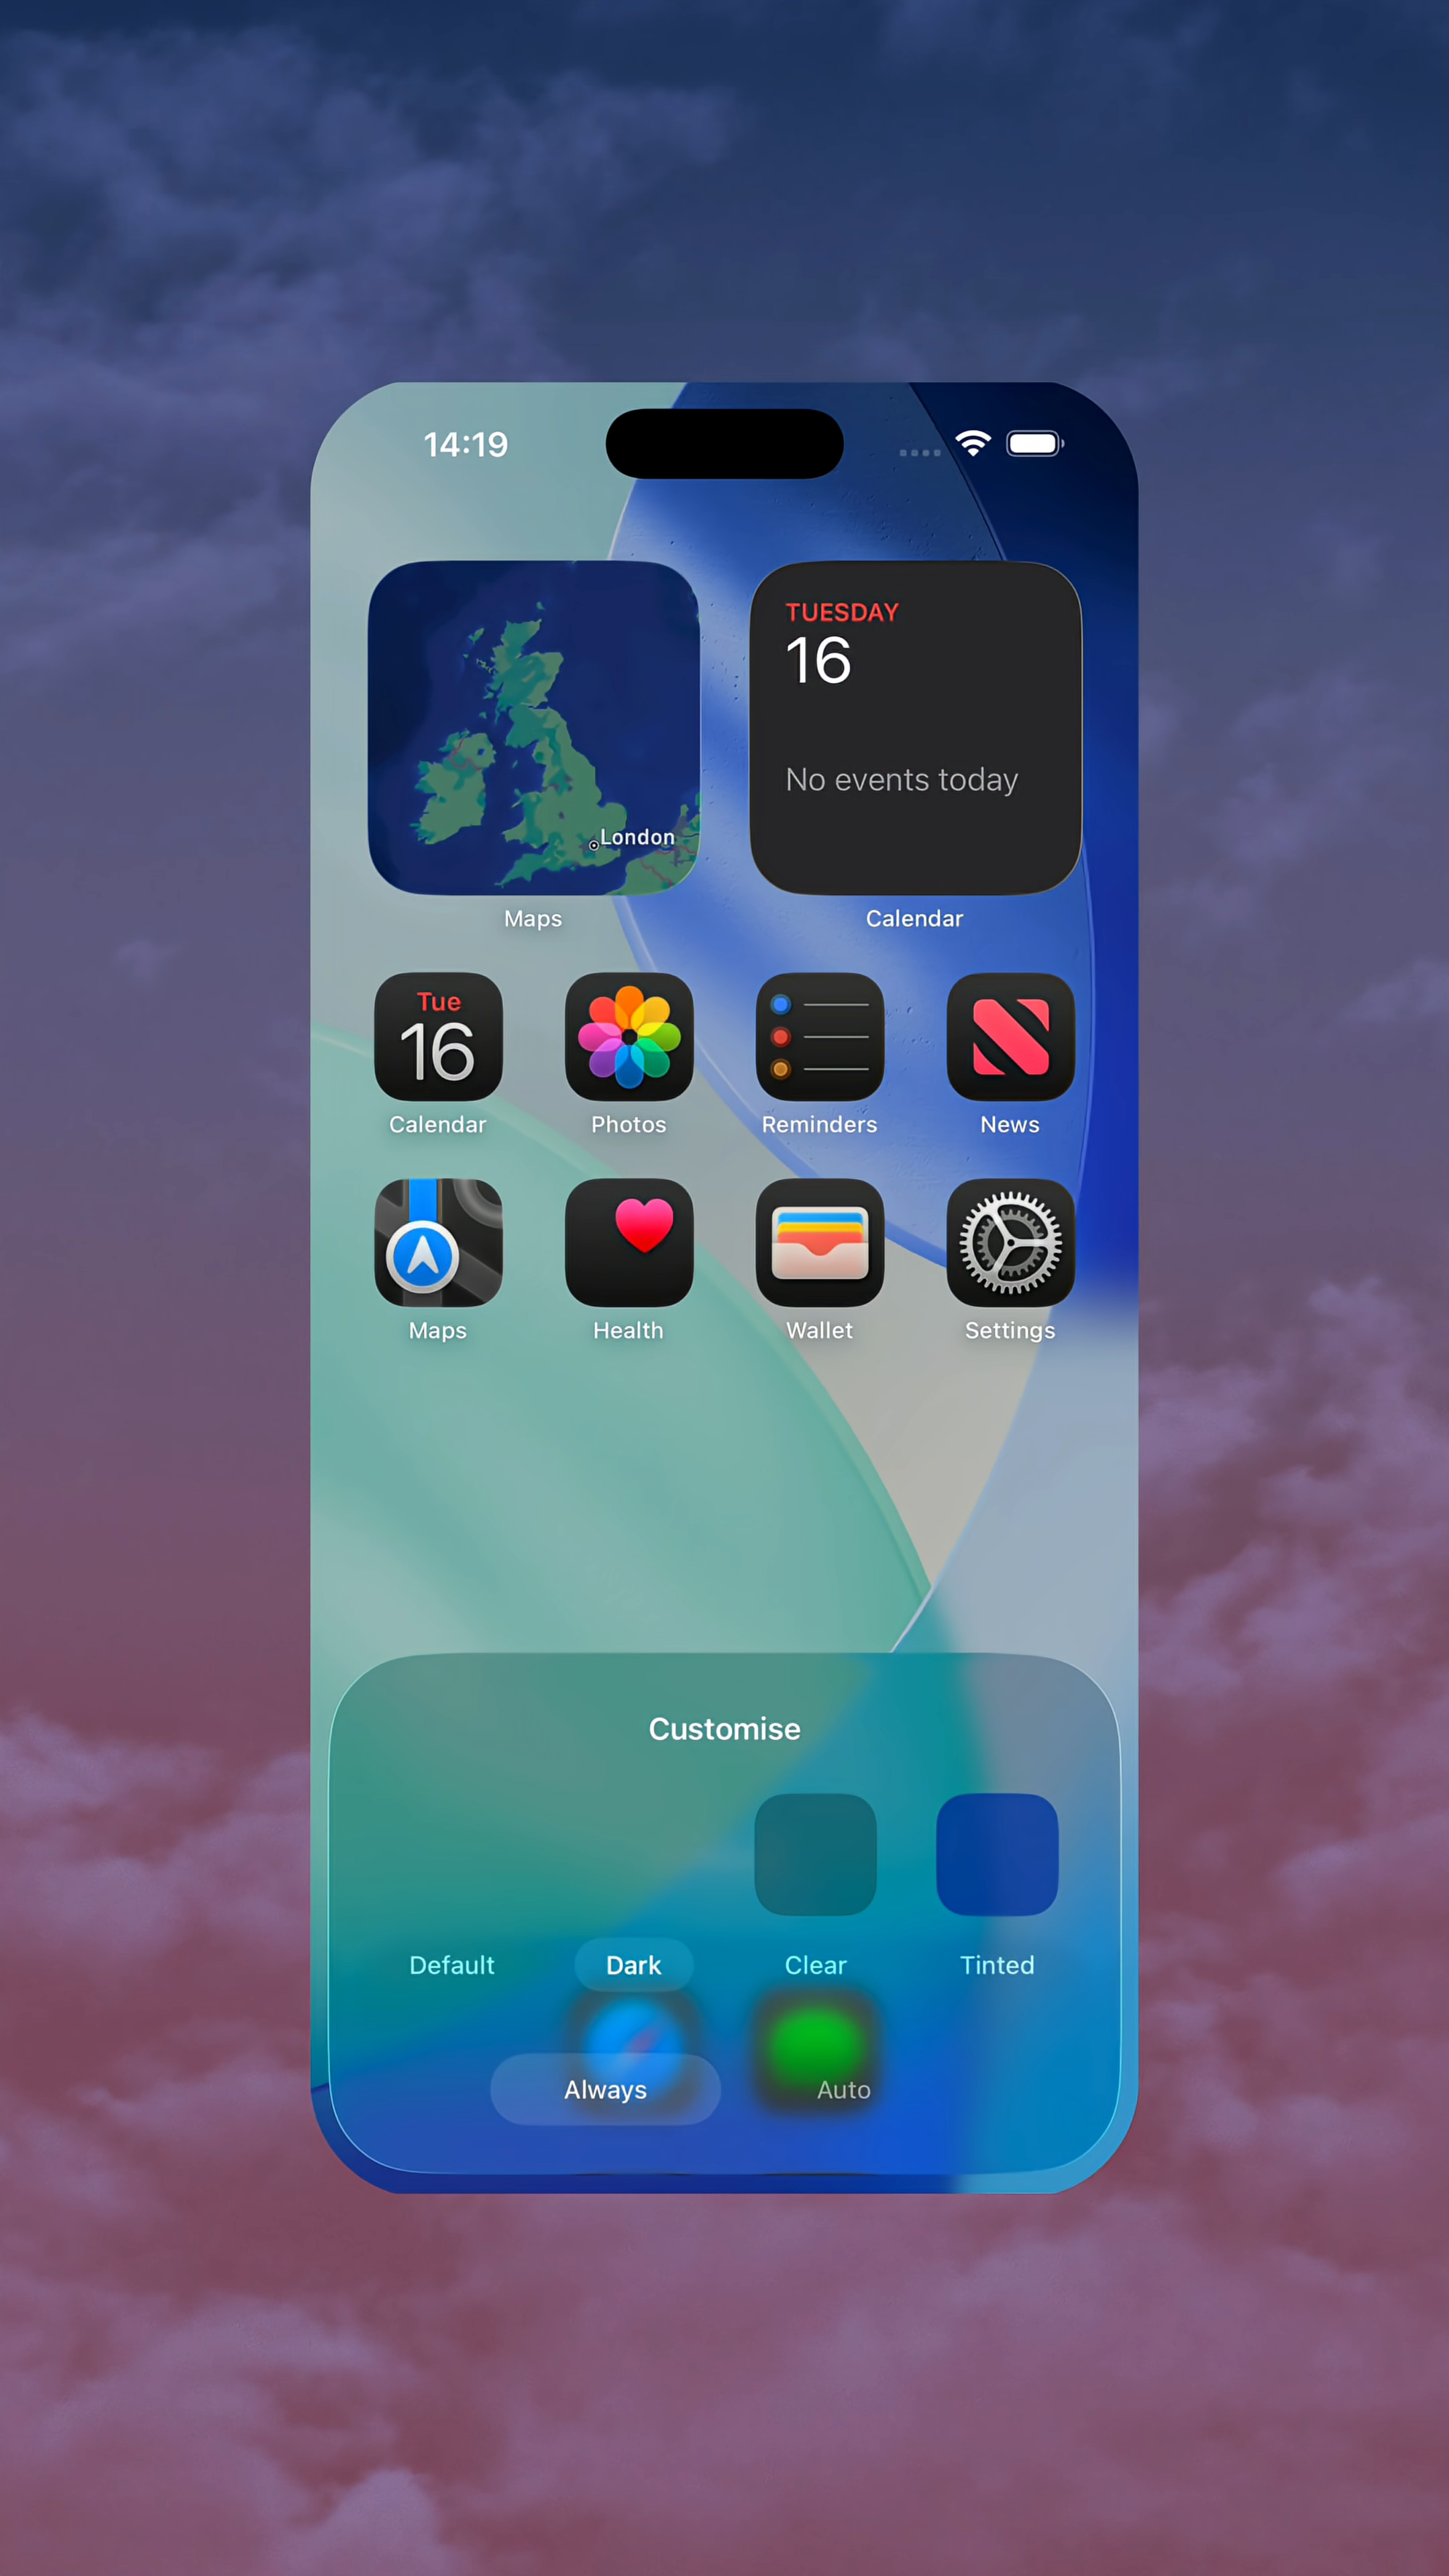 14:19
TUESDAY
16
No events today
London
Maps
Calendar
Tue
16
Calendar
Photos
Reminders
News
Maps
Health
Wallet
Settings
Customise
Default
Dark
Clear
Tinted
Always
Auto